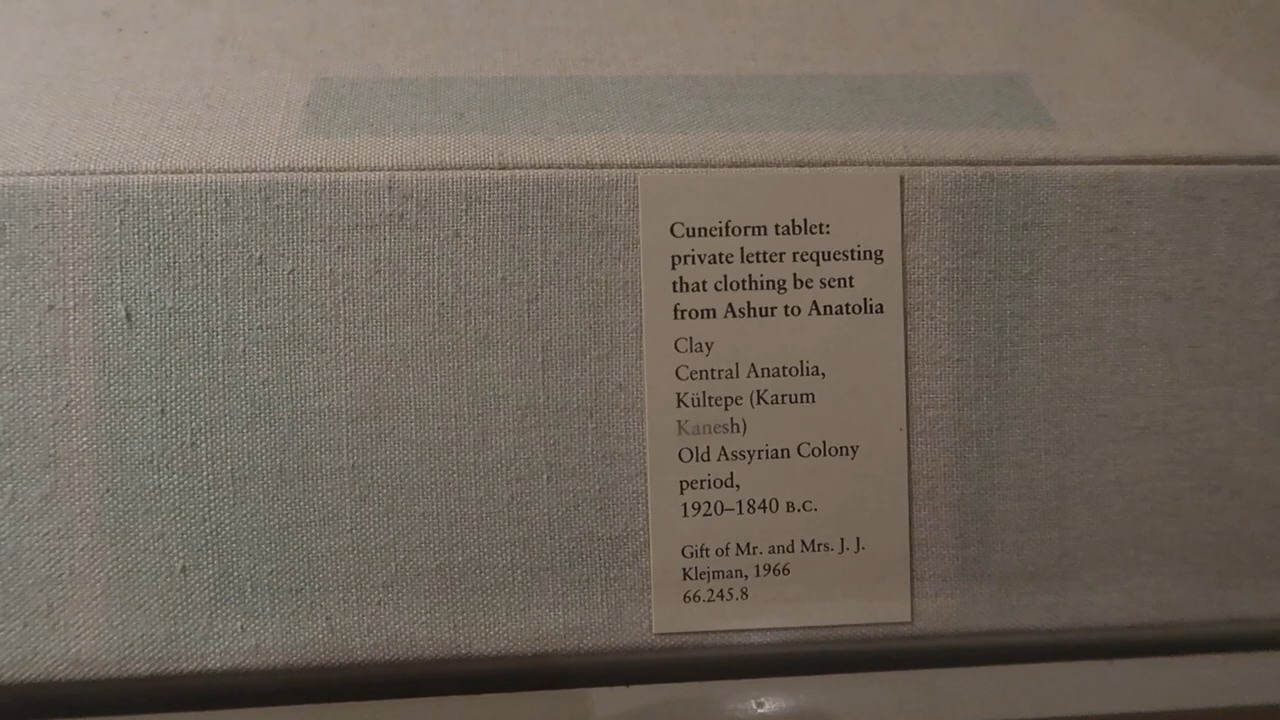 Cuneiform tablet:
private letter requesting
that clothing be sent
from Ashur to Anatolia
Clay
Central Anatolia,
Kültepe (Karum
Kanesh)
Old Assyrian Colony
period,
1920–1840 B.C.
Gift of Mr. and Mrs. J. J.
Klejman, 1966
66.245.8